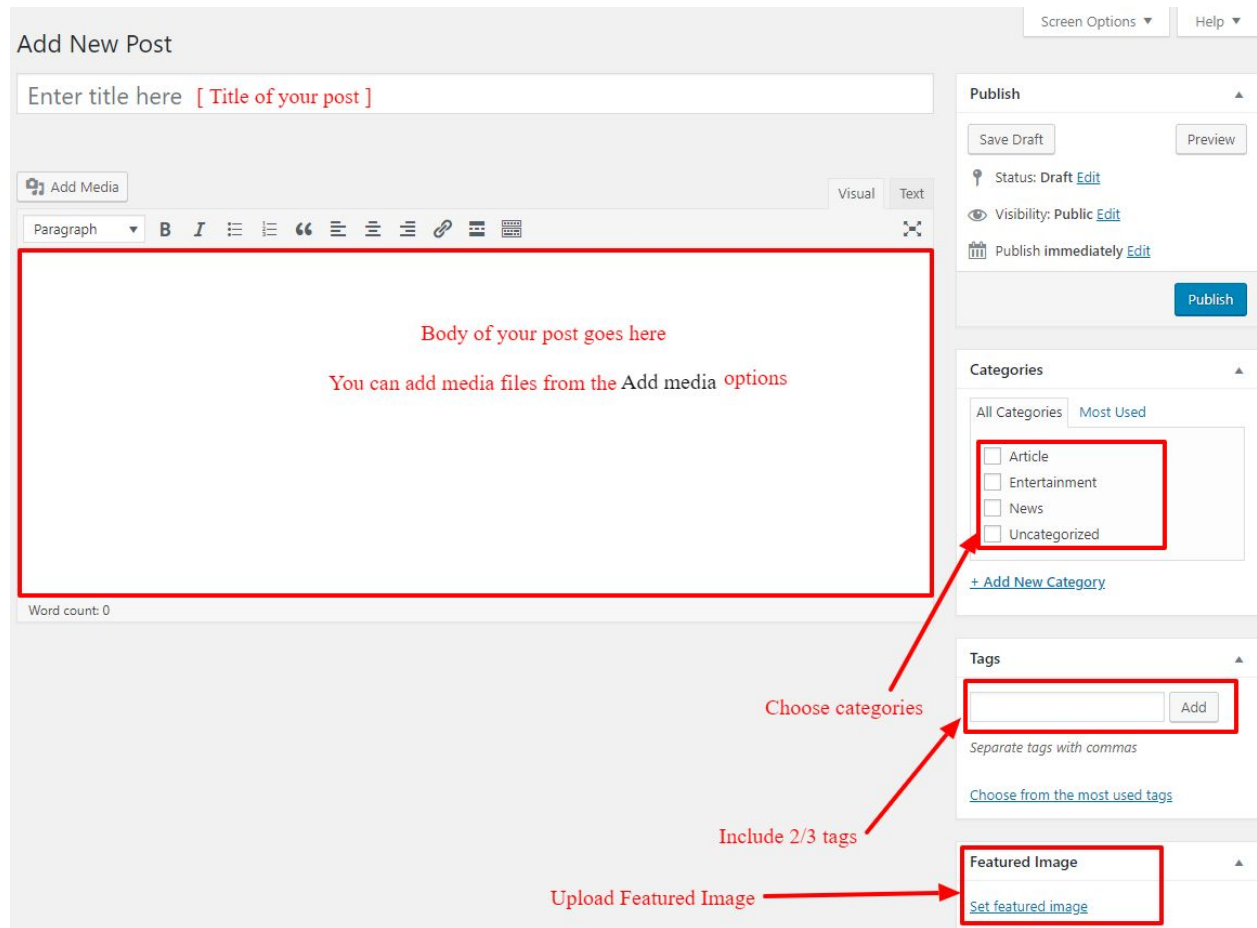 Screen Options ▼ Help ▼
Add New Post
Enter title here [ Title of your post ]
Add Media
Visual Text
Paragraph ▼ B I
Body of your post goes here
You can add media files from the Add media options
Word count: 0
Publish
Save Draft Preview
Status: Draft Edit
Visibility: Public Edit
Publish immediately Edit
Publish
Categories
All Categories Most Used
Article
Entertainment
News
Uncategorized
+ Add New Category
Choose categories
Tags
Add
Separate tags with commas
Choose from the most used tags
Include 2/3 tags
Featured Image
Set featured image
Upload Featured Image